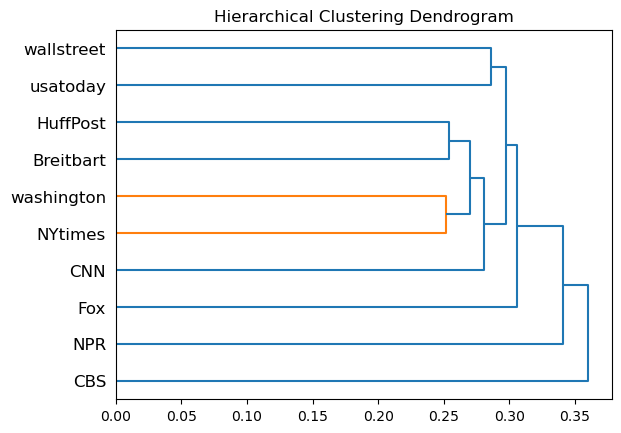 Hierarchical Clustering Dendrogram
wallstreet
usatoday
HuffPost
Breitbart
washington
NYtimes
CNN
Fox
NPR
CBS
0.00 0.05 0.10 0.15 0.20 0.25 0.30 0.35